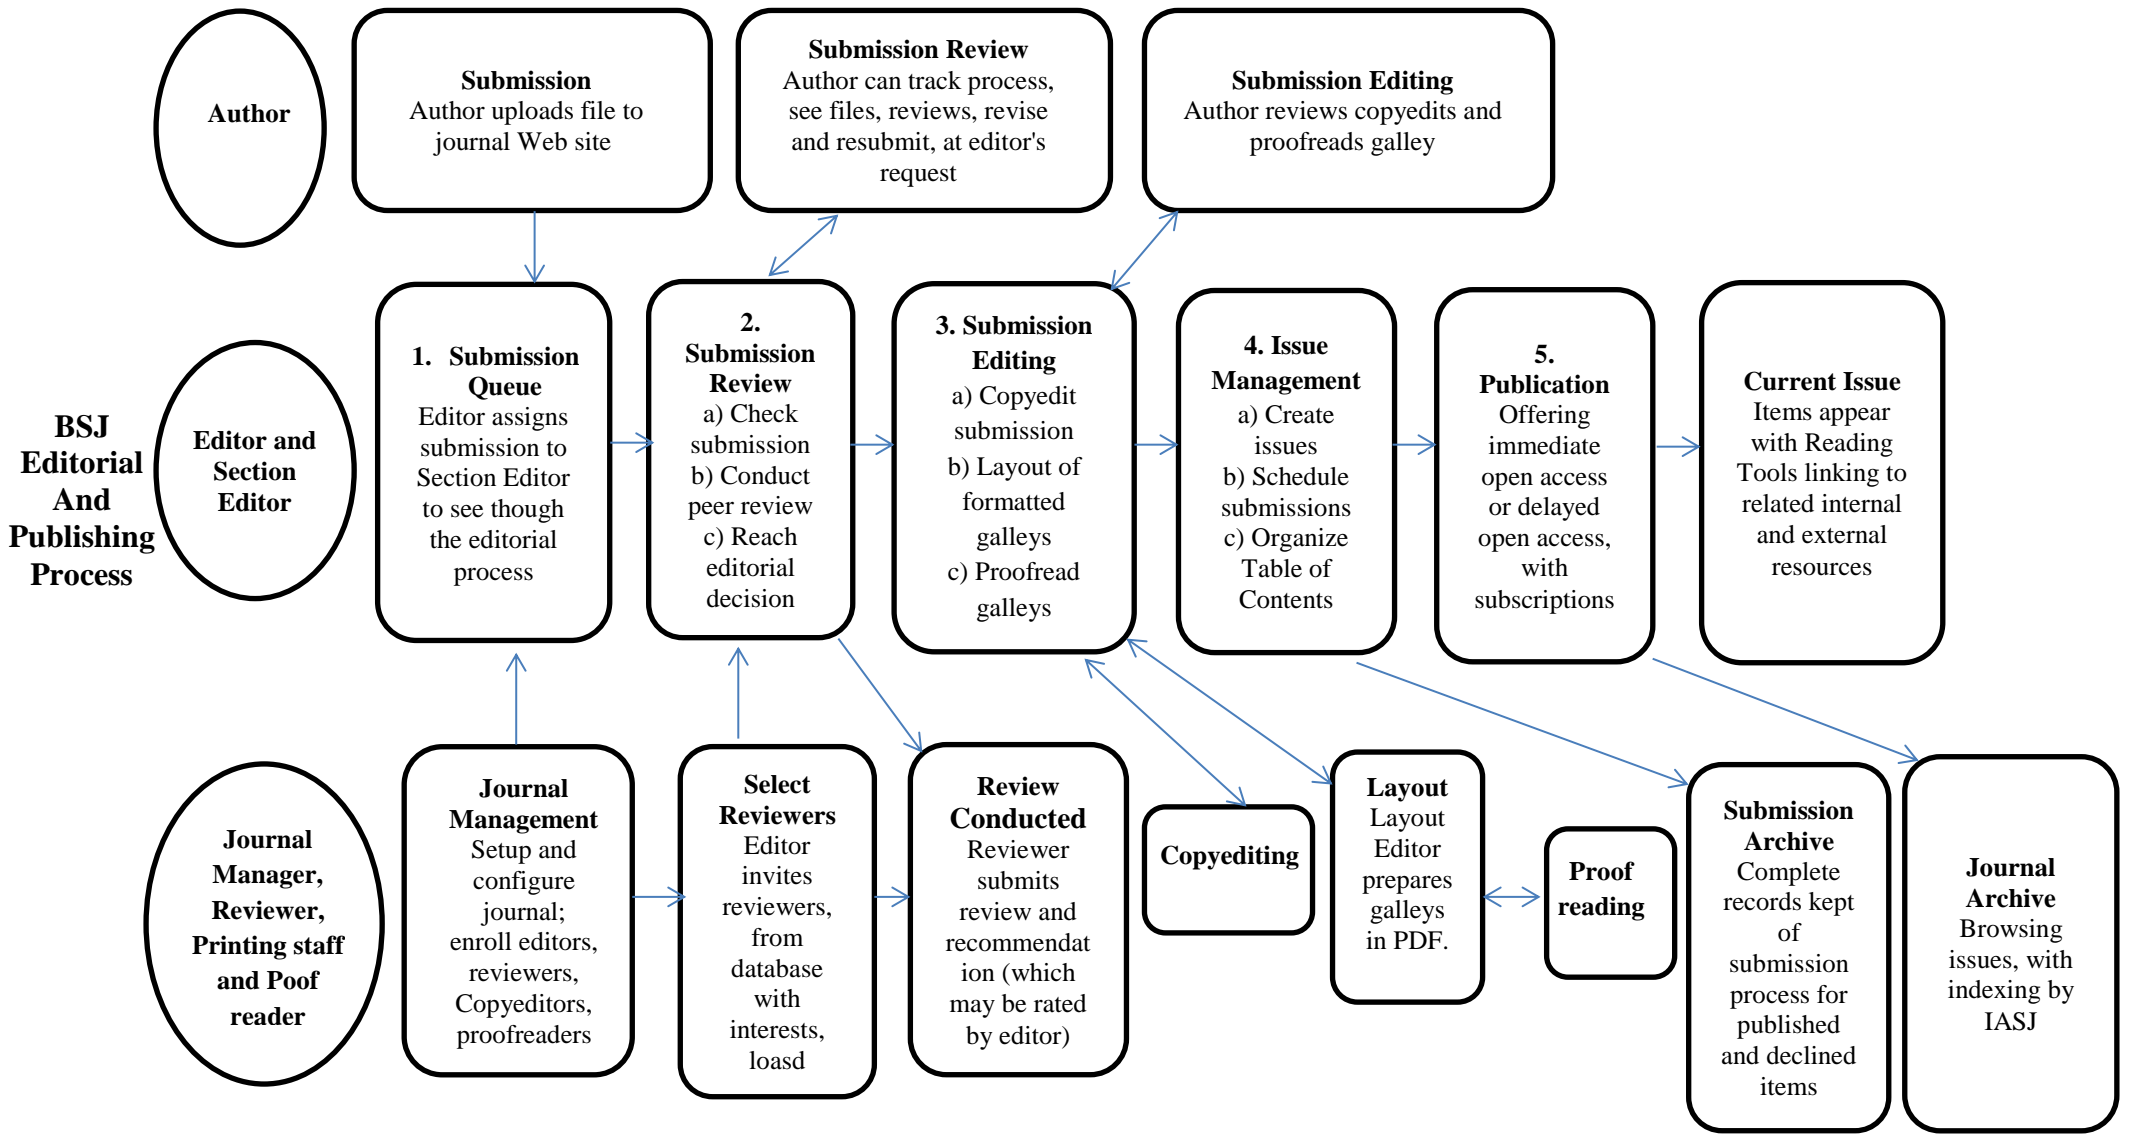 BSJ
Editorial
And
Publishing
Process
Author
Submission
Author uploads file to
journal Web site
Submission Review
Author can track process,
see files, reviews, revise
and resubmit, at editor's
request
Submission Editing
Author reviews copyedits and
proofreads galley
Editor and
Section
Editor
1. Submission
Queue
Editor assigns
submission to
Section Editor
to see though
the editorial
process
2.
Submission
Review
a) Check
submission
b) Conduct
peer review
c) Reach
editorial
decision
3. Submission
Editing
a) Copyedit
submission
b) Layout of
formatted
galleys
c) Proofread
galleys
4. Issue
Management
a) Create
issues
b) Schedule
submissions
c) Organize
Table of
Contents
5.
Publication
Offering
immediate
open access
or delayed
open access,
with
subscriptions
Current Issue
Items appear
with Reading
Tools linking to
related internal
and external
resources
Journal
Manager,
Reviewer,
Printing staff
and Poof
reader
Journal
Management
Setup and
configure
journal;
enroll editors,
reviewers,
Copyeditors,
proofreaders
Select
Reviewers
Editor
invites
reviewers,
from
database
with
interests,
loasd
Review
Conducted
Reviewer
submits
review and
recommendat
ion (which
may be rated
by editor)
Copyediting
Layout
Layout
Editor
prepares
galleys
in PDF.
Proof
reading
Submission
Archive
Complete
records kept
of
submission
process for
published
and declined
items
Journal
Archive
Browsing
issues, with
indexing by
IASJ